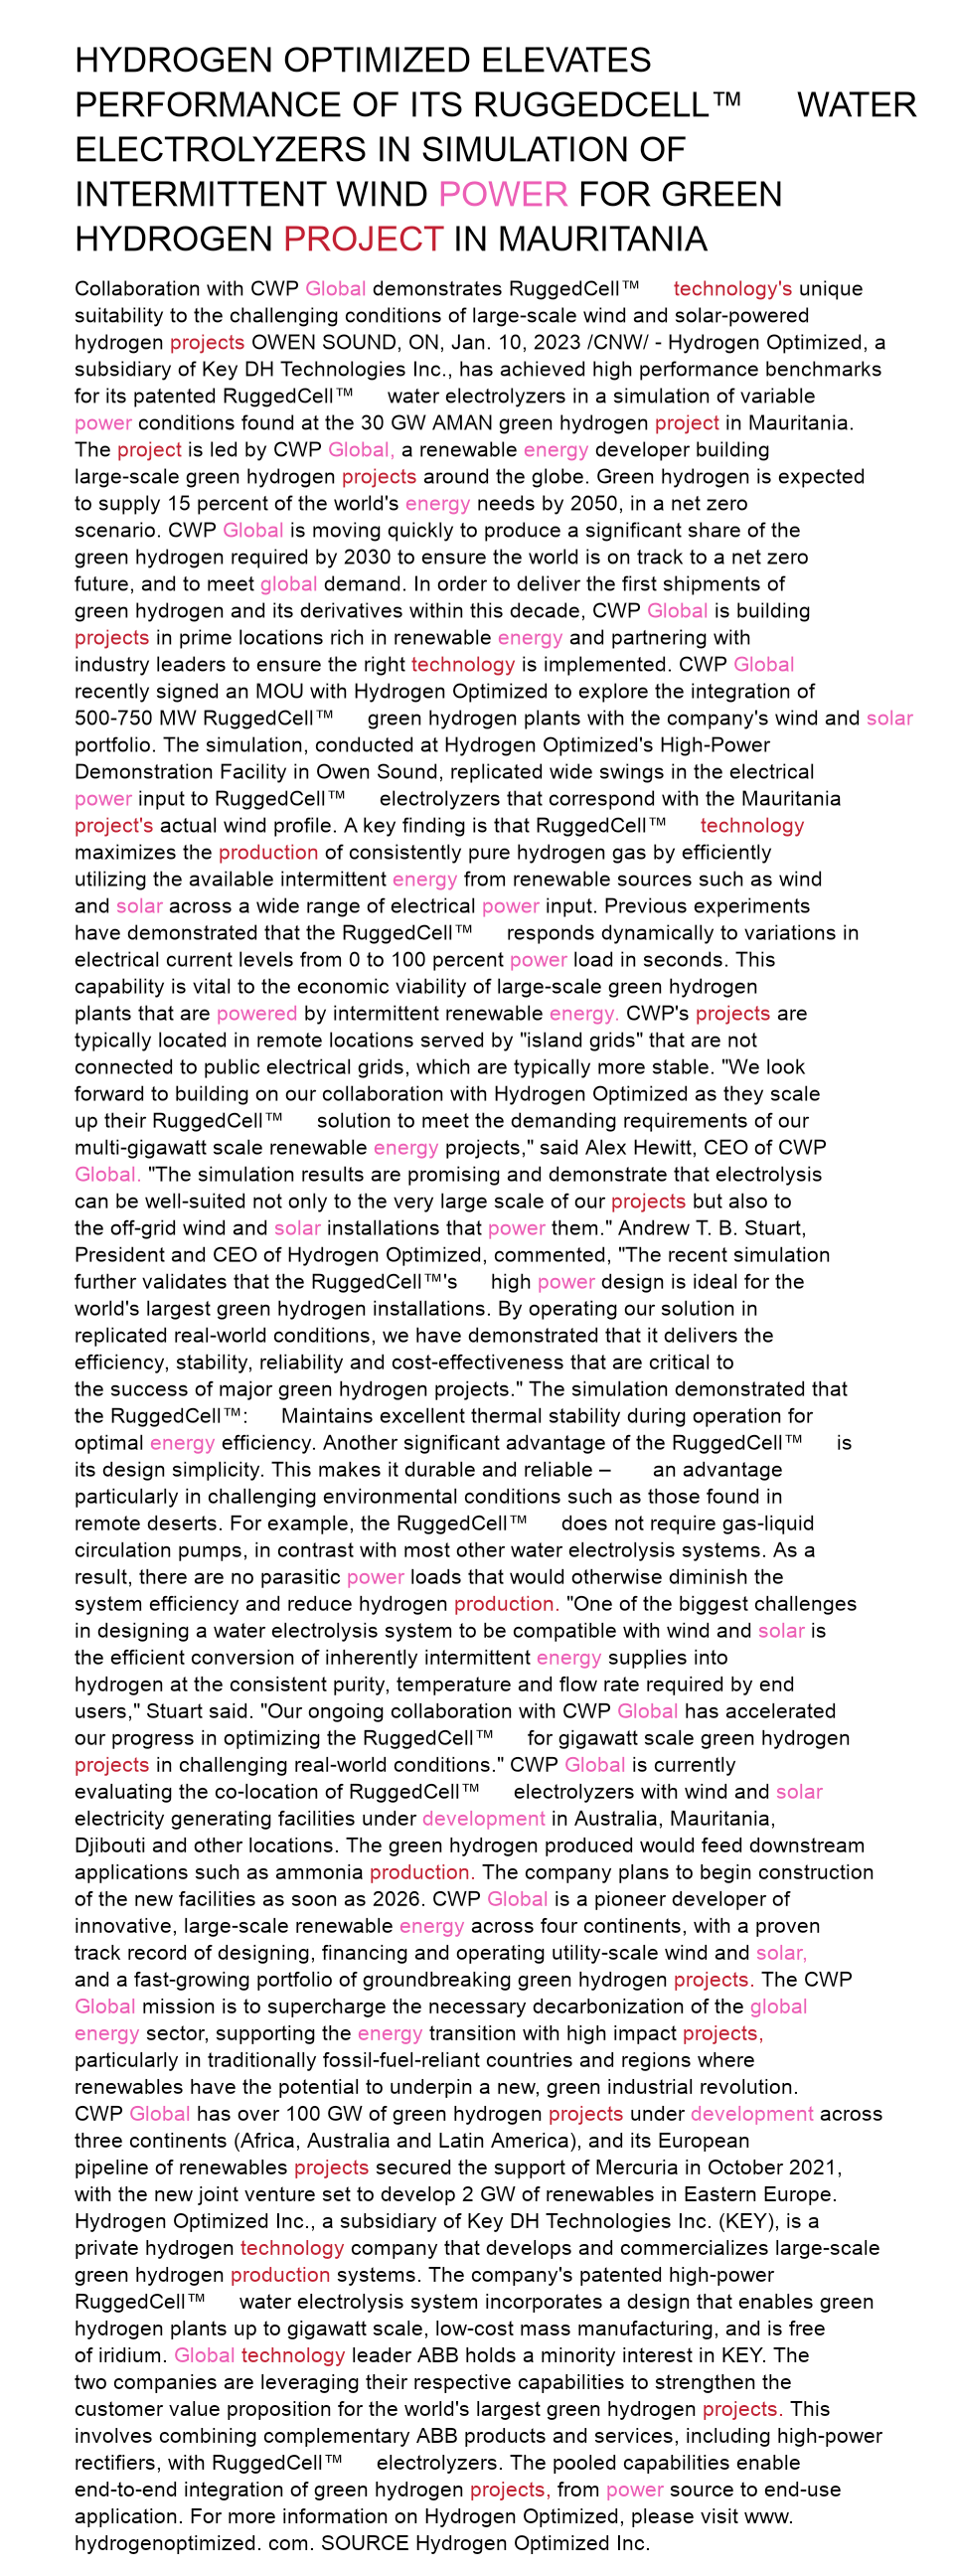 HYDROGEN OPTIMIZED ELEVATES
PERFORMANCE OF ITS RUGGEDCELL™ WATER
ELECTROLYZERS IN SIMULATION OF
INTERMITTENT WIND POWER FOR GREEN
HYDROGEN PROJECT IN MAURITANIA
Collaboration with CWP Global demonstrates RuggedCell™ technology's unique
suitability to the challenging conditions of large-scale wind and solar-powered
hydrogen projects OWEN SOUND, ON, Jan. 10, 2023 /CNW/ - Hydrogen Optimized, a
subsidiary of Key DH Technologies Inc., has achieved high performance benchmarks
for its patented RuggedCell™ water electrolyzers in a simulation of variable
power conditions found at the 30 GW AMAN green hydrogen project in Mauritania.
The project is led by CWP Global, a renewable energy developer building
large-scale green hydrogen projects around the globe. Green hydrogen is expected
to supply 15 percent of the world's energy needs by 2050, in a net zero
scenario. CWP Global is moving quickly to produce a significant share of the
green hydrogen required by 2030 to ensure the world is on track to a net zero
future, and to meet global demand. In order to deliver the first shipments of
green hydrogen and its derivatives within this decade, CWP Global is building
projects in prime locations rich in renewable energy and partnering with
industry leaders to ensure the right technology is implemented. CWP Global
recently signed an MOU with Hydrogen Optimized to explore the integration of
500-750 MW RuggedCell™ green hydrogen plants with the company's wind and solar
portfolio. The simulation, conducted at Hydrogen Optimized's High-Power
Demonstration Facility in Owen Sound, replicated wide swings in the electrical
power input to RuggedCell™ electrolyzers that correspond with the Mauritania
project's actual wind profile. A key finding is that RuggedCell™ technology
maximizes the production of consistently pure hydrogen gas by efficiently
utilizing the available intermittent energy from renewable sources such as wind
and solar across a wide range of electrical power input. Previous experiments
have demonstrated that the RuggedCell™ responds dynamically to variations in
electrical current levels from 0 to 100 percent power load in seconds. This
capability is vital to the economic viability of large-scale green hydrogen
plants that are powered by intermittent renewable energy. CWP's projects are
typically located in remote locations served by "island grids" that are not
connected to public electrical grids, which are typically more stable. "We look
forward to building on our collaboration with Hydrogen Optimized as they scale
up their RuggedCell™ solution to meet the demanding requirements of our
multi-gigawatt scale renewable energy projects," said Alex Hewitt, CEO of CWP
Global. "The simulation results are promising and demonstrate that electrolysis
can be well-suited not only to the very large scale of our projects but also to
the off-grid wind and solar installations that power them." Andrew T. B. Stuart,
President and CEO of Hydrogen Optimized, commented, "The recent simulation
further validates that the RuggedCell™'s high power design is ideal for the
world's largest green hydrogen installations. By operating our solution in
replicated real-world conditions, we have demonstrated that it delivers the
efficiency, stability, reliability and cost-effectiveness that are critical to
the success of major green hydrogen projects." The simulation demonstrated that
the RuggedCell™: Maintains excellent thermal stability during operation for
optimal energy efficiency. Another significant advantage of the RuggedCell™ is
its design simplicity. This makes it durable and reliable – an advantage
particularly in challenging environmental conditions such as those found in
remote deserts. For example, the RuggedCell™ does not require gas-liquid
circulation pumps, in contrast with most other water electrolysis systems. As a
result, there are no parasitic power loads that would otherwise diminish the
system efficiency and reduce hydrogen production. "One of the biggest challenges
in designing a water electrolysis system to be compatible with wind and solar is
the efficient conversion of inherently intermittent energy supplies into
hydrogen at the consistent purity, temperature and flow rate required by end
users," Stuart said. "Our ongoing collaboration with CWP Global has accelerated
our progress in optimizing the RuggedCell™ for gigawatt scale green hydrogen
projects in challenging real-world conditions." CWP Global is currently
evaluating the co-location of RuggedCell™ electrolyzers with wind and solar
electricity generating facilities under development in Australia, Mauritania,
Djibouti and other locations. The green hydrogen produced would feed downstream
applications such as ammonia production. The company plans to begin construction
of the new facilities as soon as 2026. CWP Global is a pioneer developer of
innovative, large-scale renewable energy across four continents, with a proven
track record of designing, financing and operating utility-scale wind and solar,
and a fast-growing portfolio of groundbreaking green hydrogen projects. The CWP
Global mission is to supercharge the necessary decarbonization of the global
energy sector, supporting the energy transition with high impact projects,
particularly in traditionally fossil-fuel-reliant countries and regions where
renewables have the potential to underpin a new, green industrial revolution.
CWP Global has over 100 GW of green hydrogen projects under development across
three continents (Africa, Australia and Latin America), and its European
pipeline of renewables projects secured the support of Mercuria in October 2021,
with the new joint venture set to develop 2 GW of renewables in Eastern Europe.
Hydrogen Optimized Inc., a subsidiary of Key DH Technologies Inc. (KEY), is a
private hydrogen technology company that develops and commercializes large-scale
green hydrogen production systems. The company's patented high-power
RuggedCell™ water electrolysis system incorporates a design that enables green
hydrogen plants up to gigawatt scale, low-cost mass manufacturing, and is free
of iridium. Global technology leader ABB holds a minority interest in KEY. The
two companies are leveraging their respective capabilities to strengthen the
customer value proposition for the world's largest green hydrogen projects. This
involves combining complementary ABB products and services, including high-power
rectifiers, with RuggedCell™ electrolyzers. The pooled capabilities enable
end-to-end integration of green hydrogen projects, from power source to end-use
application. For more information on Hydrogen Optimized, please visit www.
hydrogenoptimized. com. SOURCE Hydrogen Optimized Inc.